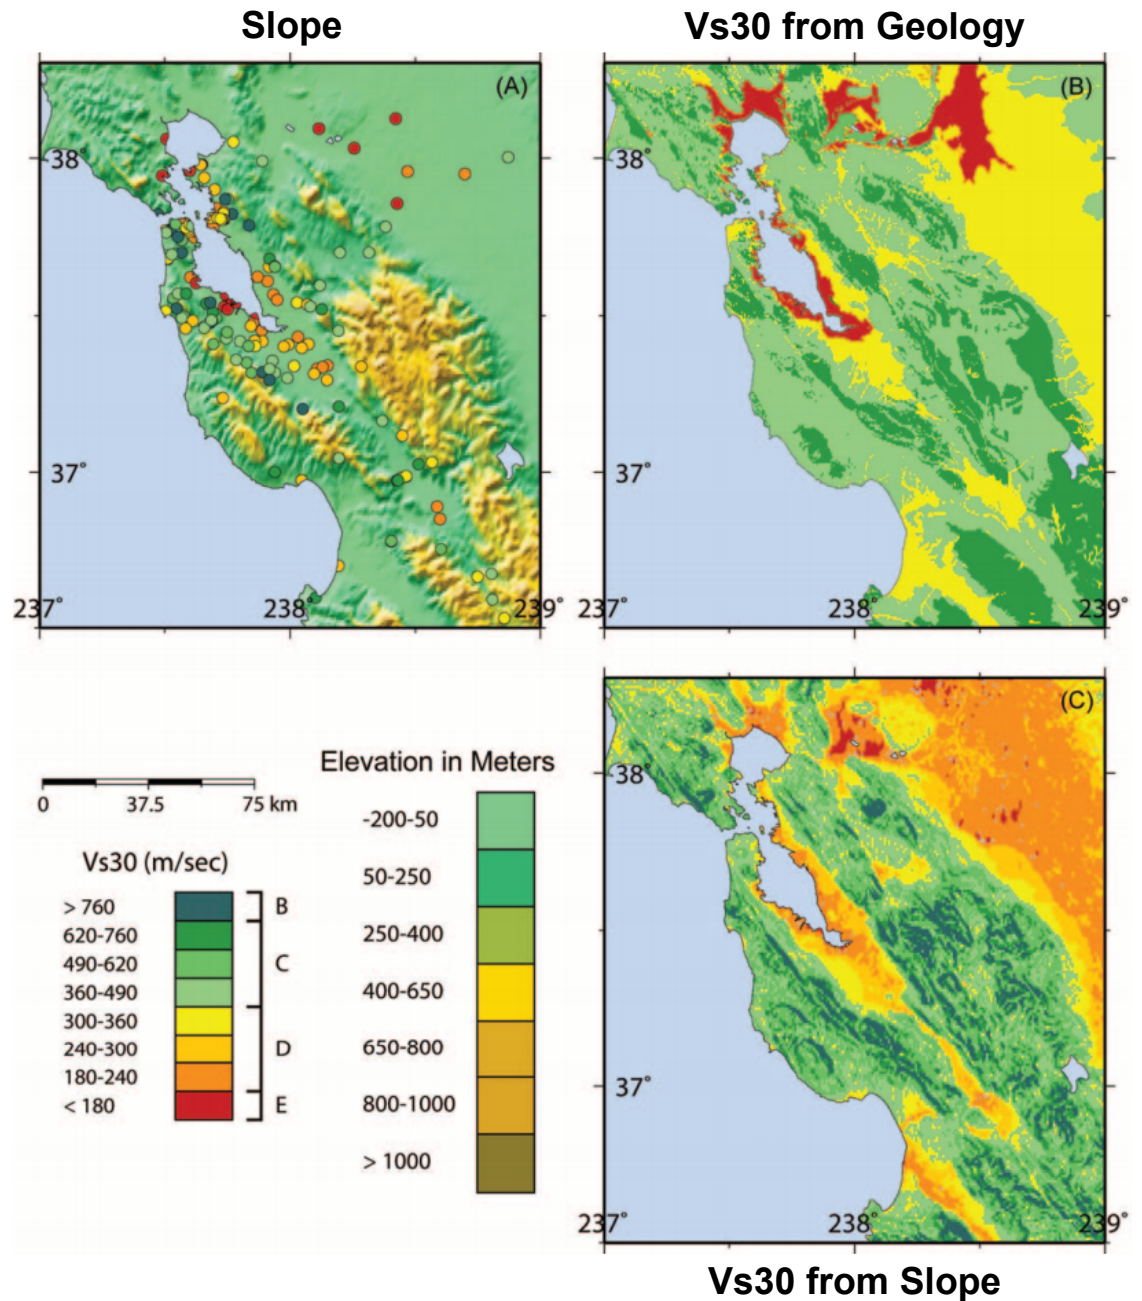 Slope
Vs30 from Geology
(A)
(B)
38°
38°
37°
37°
237°
238°
239°
237°
238°
239°
(C)
Elevation in Meters
38°
0
37.5
75 km
-200-50
Vs30 (m/sec)
50-250
> 760
B
620-760
250-400
490-620
C
360-490
400-650
300-360
240-300
D
650-800
180-240
37°
< 180
E
800-1000
> 1000
237°
238°
239°
Vs30 from Slope